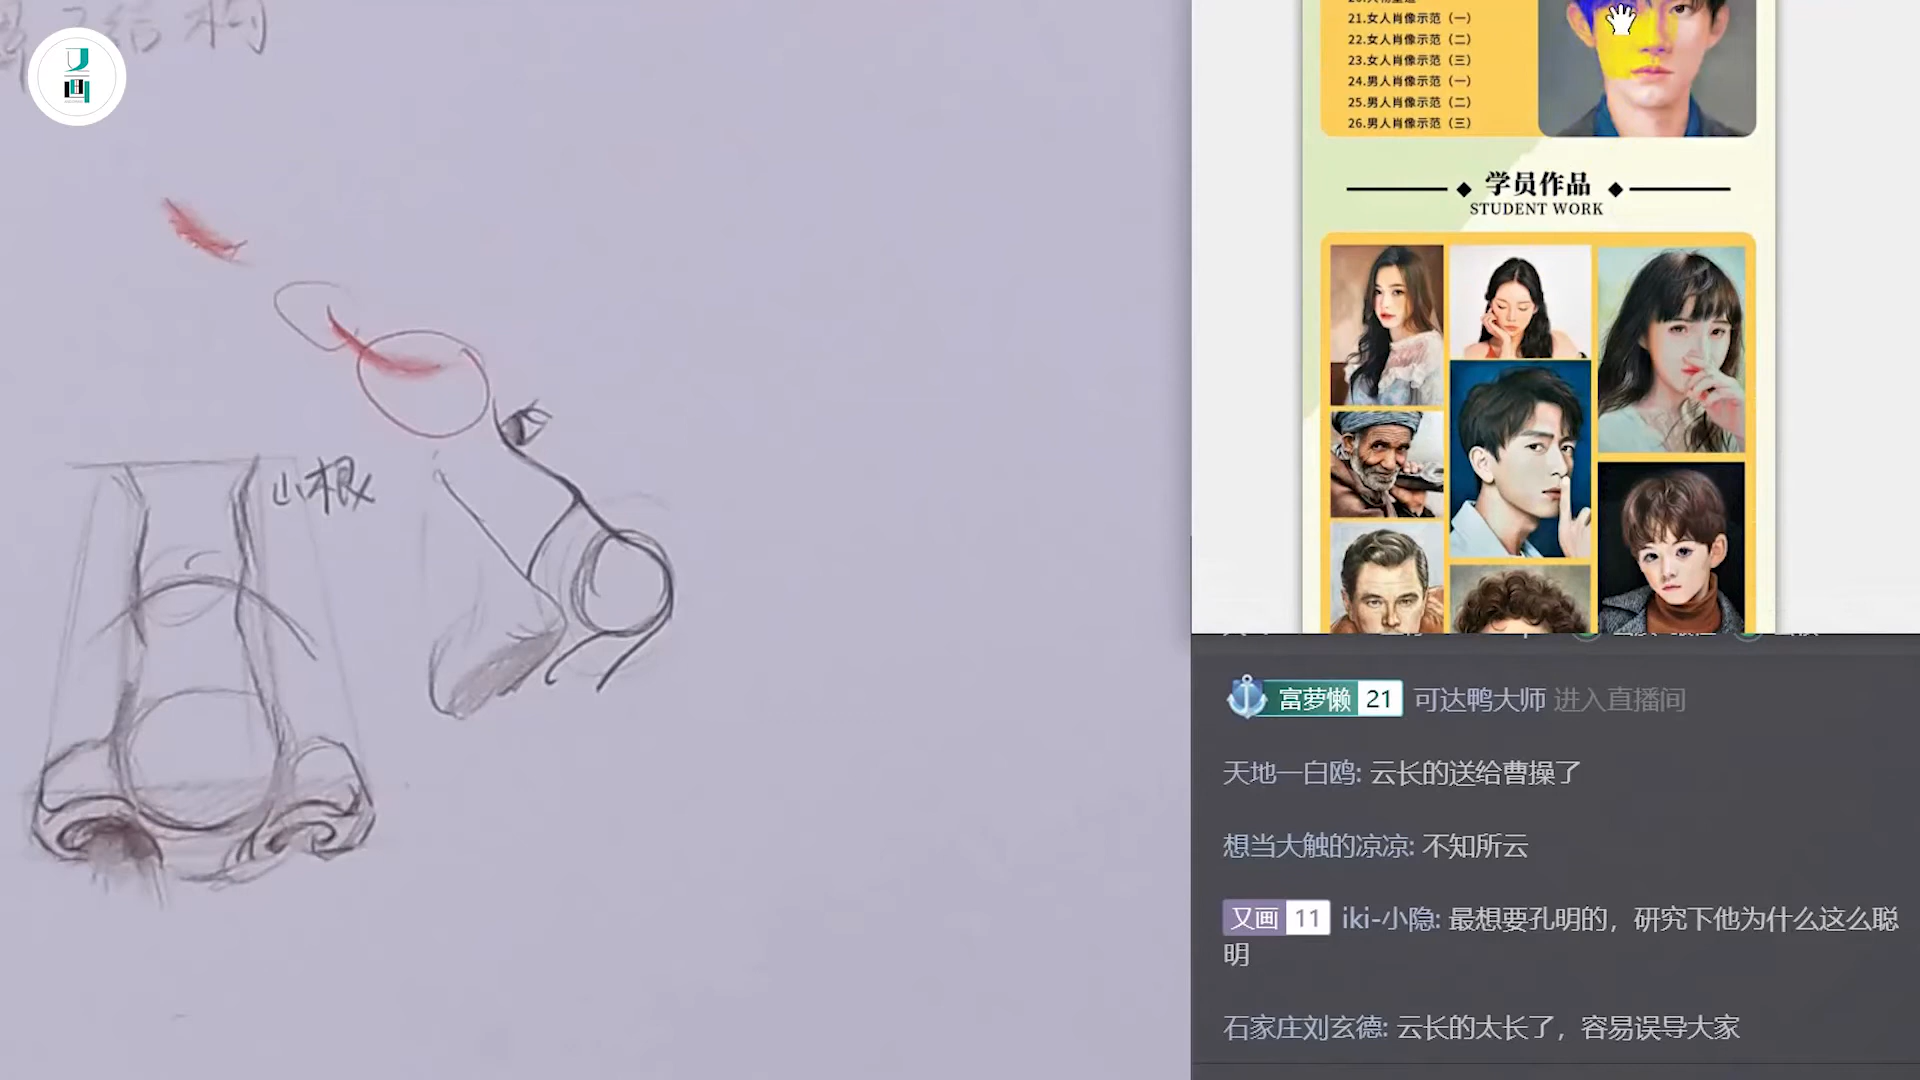 鼻子结构
又画
山根
21.女人肖像示范（一）
22.女人肖像示范（二）
23.女人肖像示范（三）
24.男人肖像示范（一）
25.男人肖像示范（二）
26.男人肖像示范（三）
学员作品
STUDENT WORK
富萝懒 21 可达鸭大师 进入直播间
天地一白鸥: 云长的送给曹操了
想当大触的凉凉: 不知所云
又画 11 iki-小隐: 最想要孔明的，研究下他为什么这么聪
明
石家庄刘玄德: 云长的太长了，容易误导大家